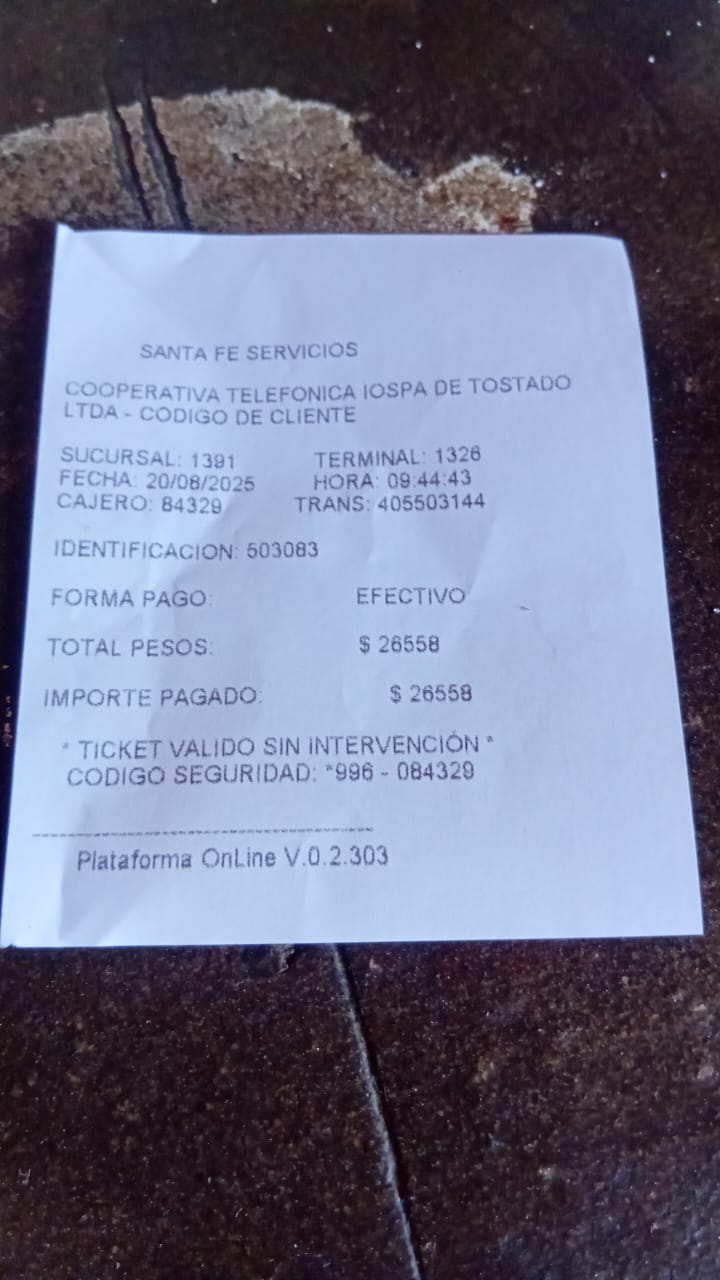 SANTA FE SERVICIOS
COOPERATIVA TELEFONICA IOSPA DE TOSTADO
LTDA - CODIGO DE CLIENTE
SUCURSAL: 1391 TERMINAL: 1326
FECHA: 20/08/2025 HORA: 09:44:43
CAJERO: 84329 TRANS: 405503144
IDENTIFICACION: 503083
FORMA PAGO: EFECTIVO
TOTAL PESOS: $ 26558
IMPORTE PAGADO: $ 26558
* TICKET VALIDO SIN INTERVENCIÓN *
CODIGO SEGURIDAD: *996 - 084329
Plataforma OnLine V.0.2.303